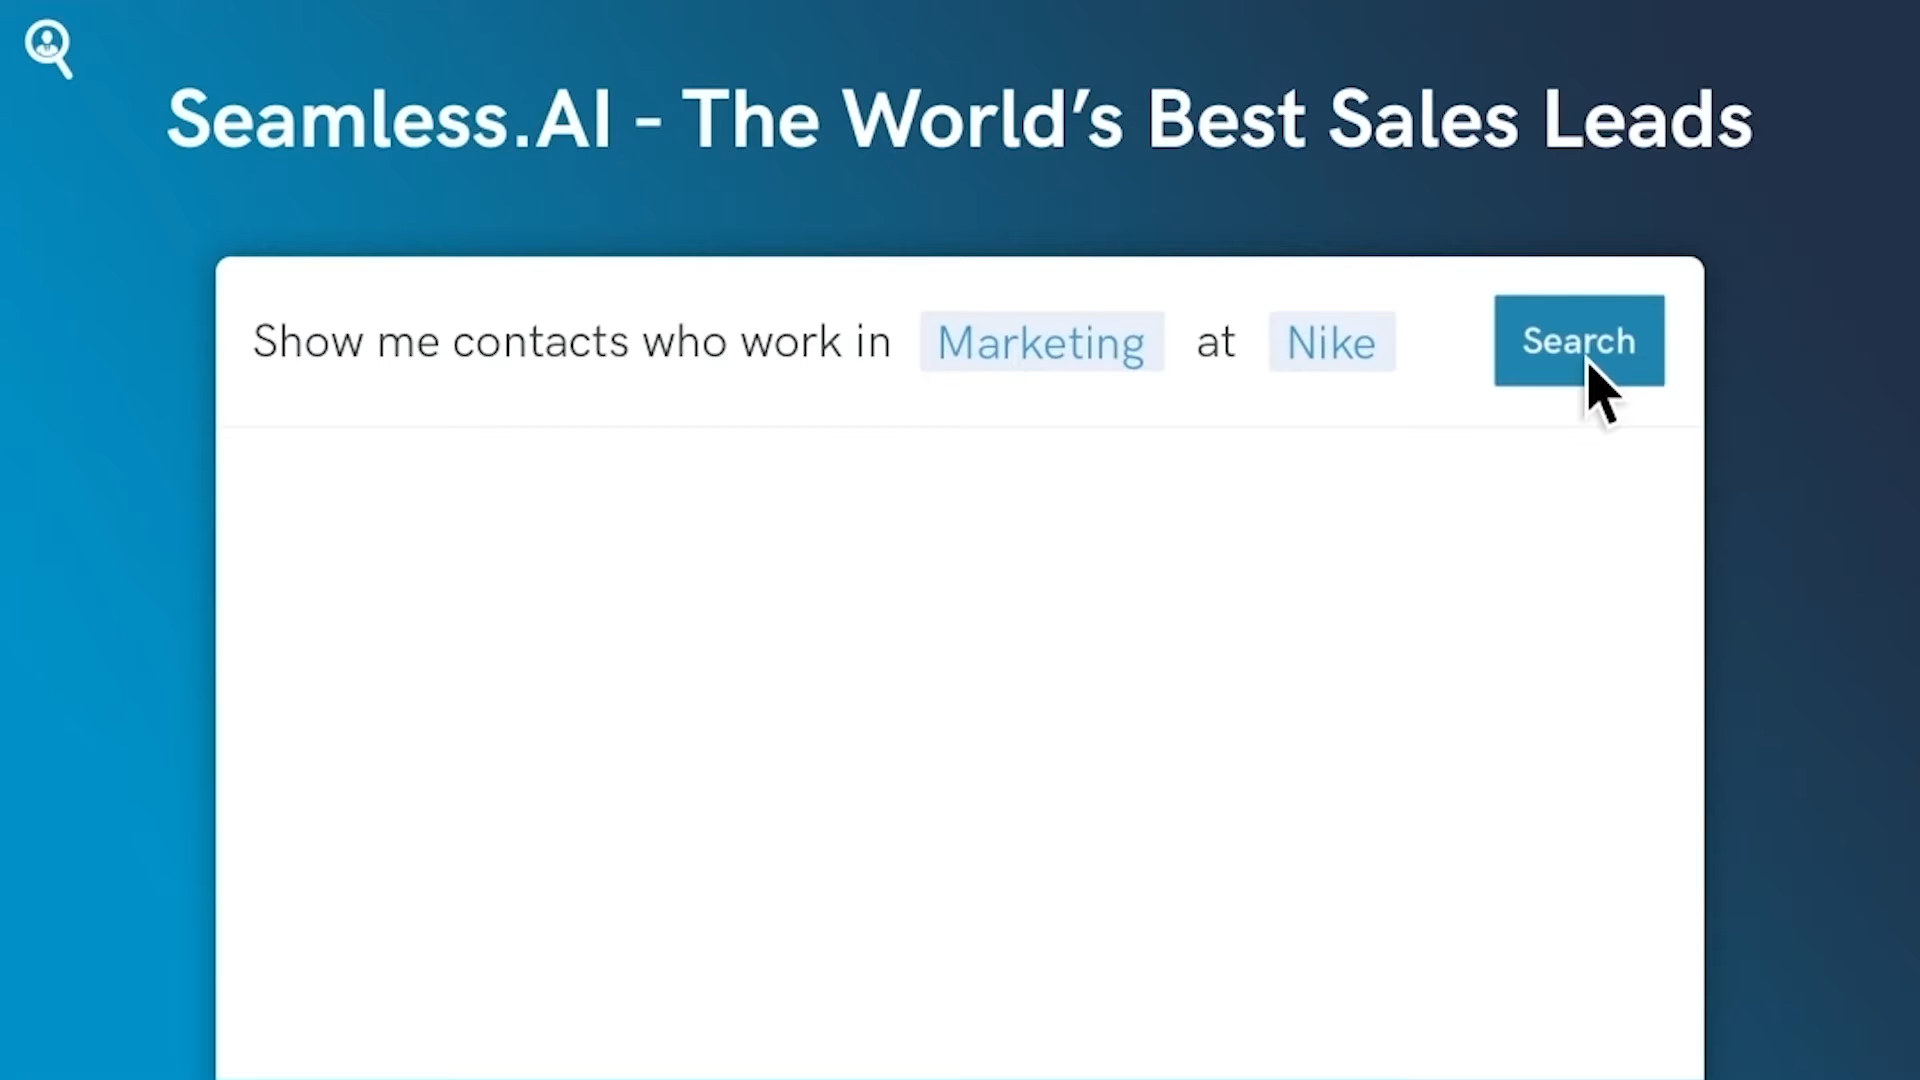 Seamless.AI - The World’s Best Sales Leads
Show me contacts who work in Marketing at Nike Search